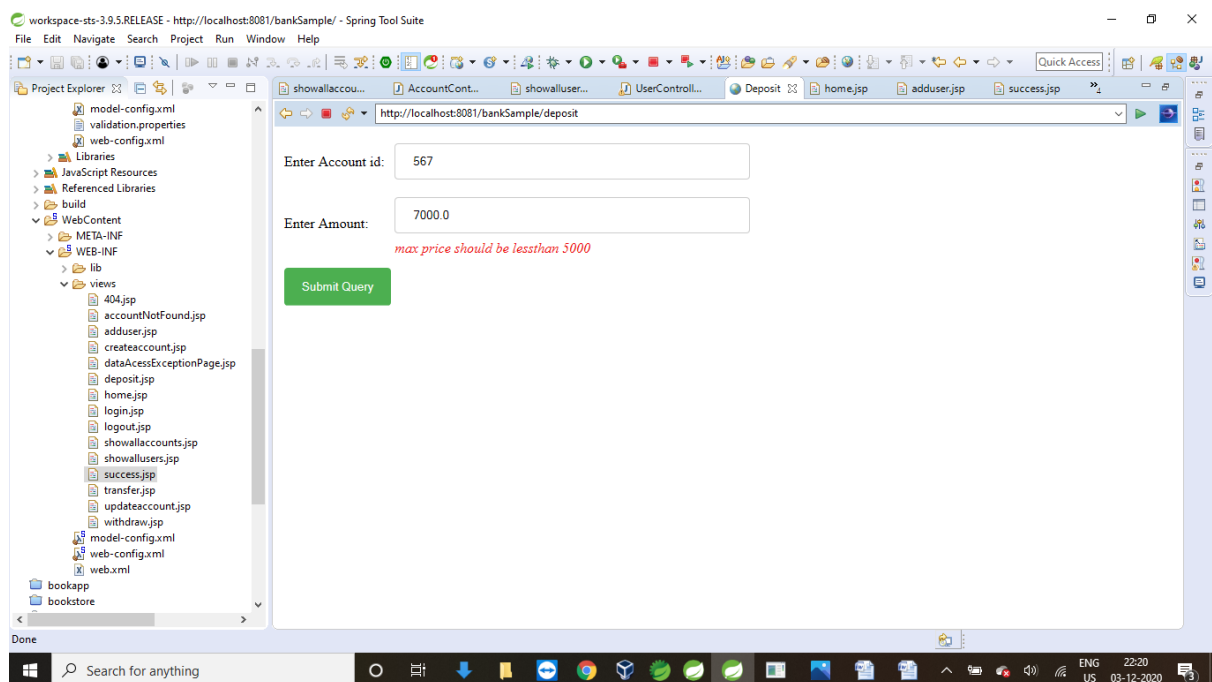 workspace-sts-3.9.5.RELEASE - http://localhost:8081/bankSample/ - Spring Tool Suite
File Edit Navigate Search Project Run Window Help
Quick Access
Project Explorer
showallaccou... AccountCont... showalluser... UserControll... Deposit home.jsp adduser.jsp success.jsp
http://localhost:8081/bankSample/deposit
model-config.xml
validation.properties
web-config.xml
Libraries
JavaScript Resources
Referenced Libraries
build
WebContent
META-INF
WEB-INF
lib
views
404.jsp
accountNotFound.jsp
adduser.jsp
createaccount.jsp
dataAcessExceptionPage.jsp
deposit.jsp
home.jsp
login.jsp
logout.jsp
showallaccounts.jsp
showallusers.jsp
success.jsp
transfer.jsp
updateaccount.jsp
withdraw.jsp
model-config.xml
web-config.xml
web.xml
bookapp
bookstore
Enter Account id: 567
Enter Amount: 7000.0
max price should be lessthan 5000
Submit Query
Done
Search for anything
ENG 22:20
US 03-12-2020